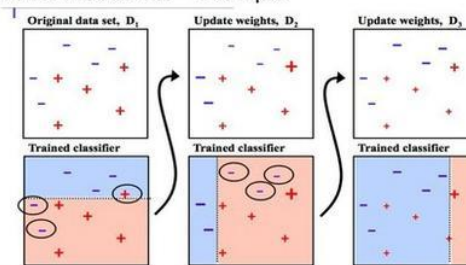 Original data set, D1
Update weights, D2
Update weights, D3
Trained classifier
Trained classifier
Trained classifier